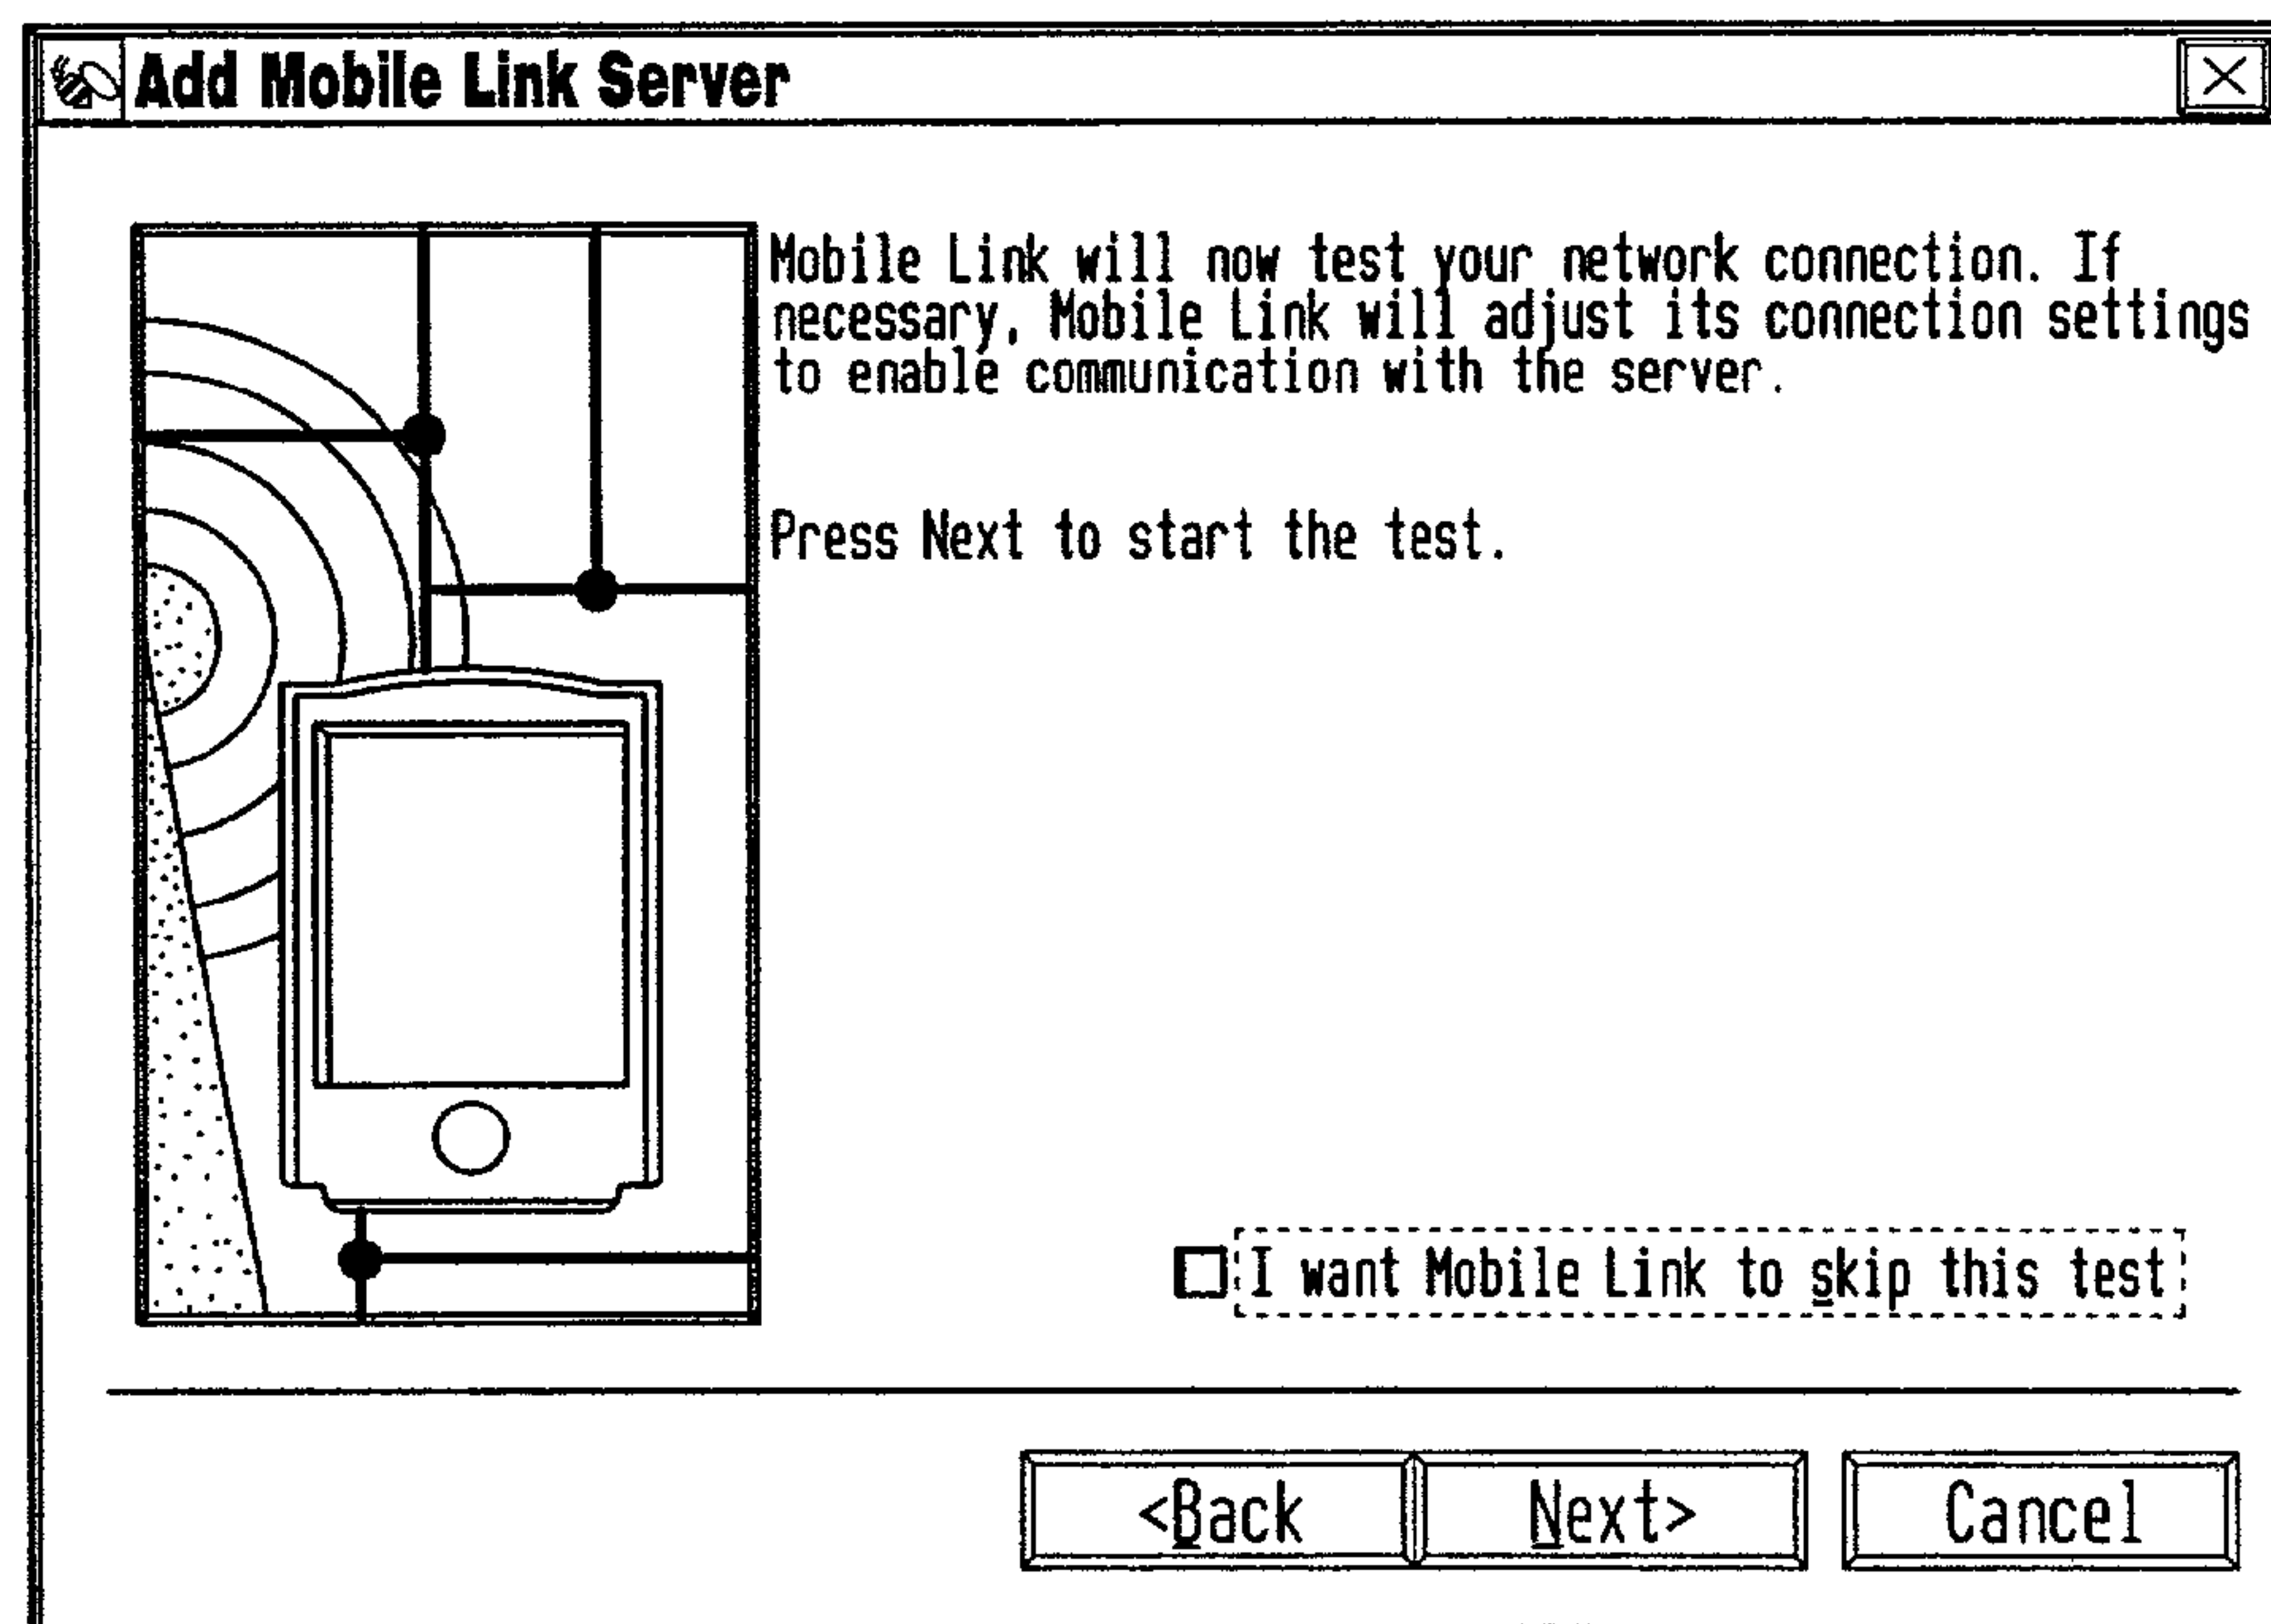 Add Mobile Link Server
Mobile Link will now test your network connection. If
necessary, Mobile Link will adjust its connection settings
to enable communication with the server.
Press Next to start the test.
I want Mobile Link to skip this test
<Back
Next>
Cancel